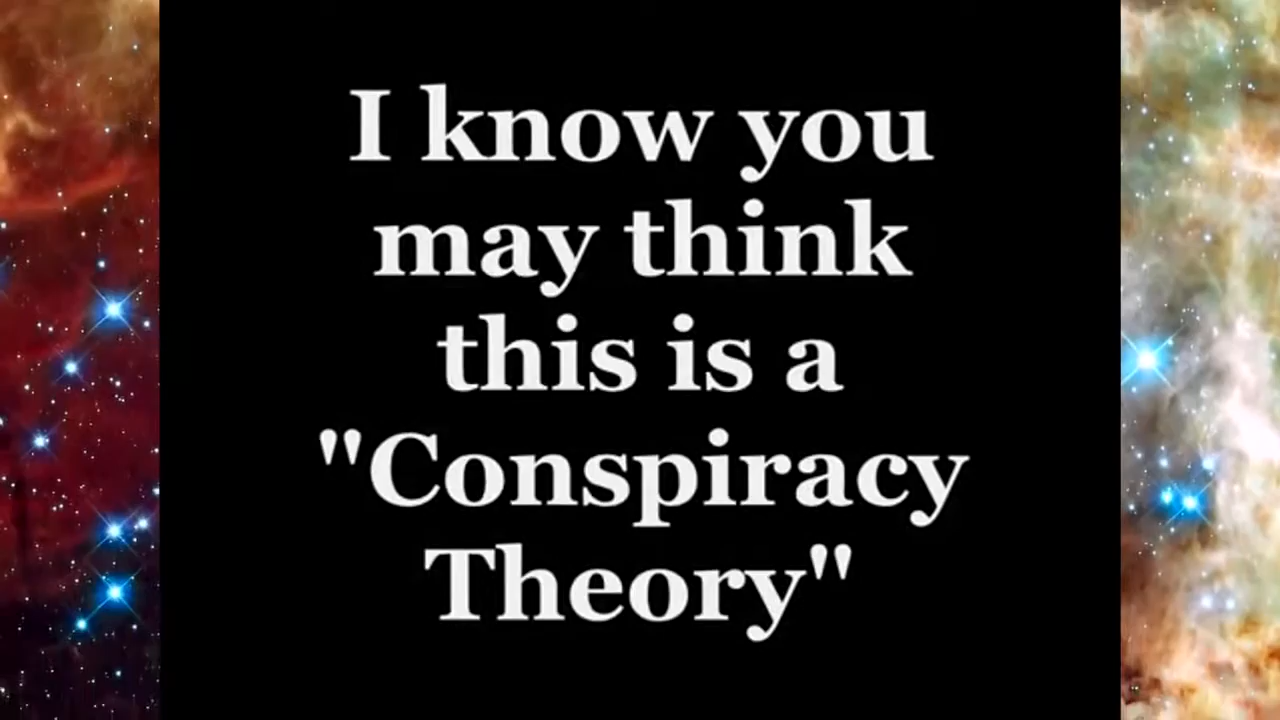 I know you
may think
this is a
"Conspiracy
Theory"